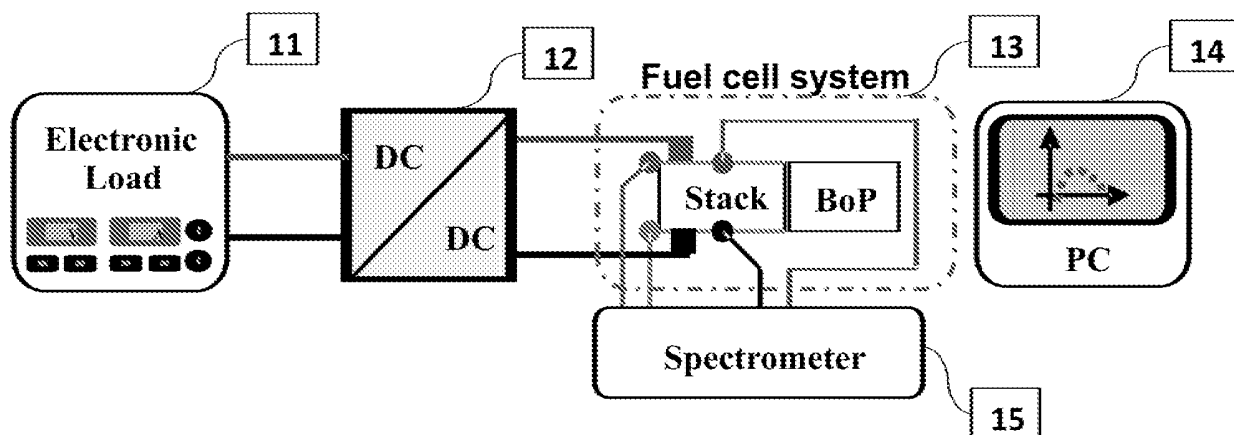 11
12
13
14
Fuel cell system
Electronic
Load
DC
DC
Stack
BoP
PC
Spectrometer
15